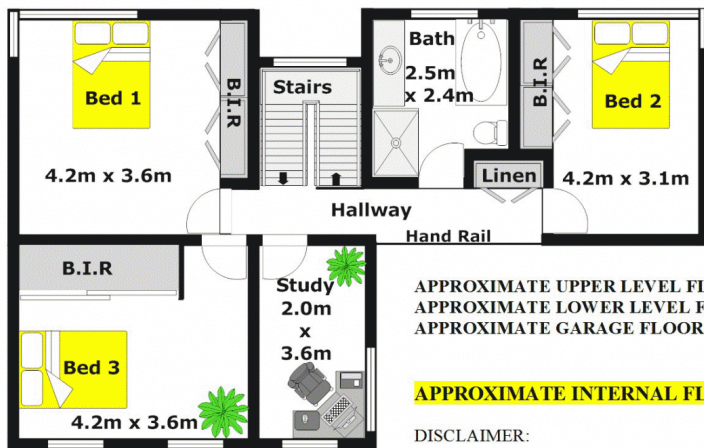 Bed 1
B.I.R
4.2m x 3.6m
Stairs
Bath
2.5m
x 2.4m
B.I.R
Bed 2
4.2m x 3.1m
Linen
Hallway
Hand Rail
B.I.R
Bed 3
4.2m x 3.6m
Study
2.0m
x
3.6m
APPROXIMATE UPPER LEVEL FL
APPROXIMATE LOWER LEVEL F
APPROXIMATE GARAGE FLOOR
APPROXIMATE INTERNAL FL
DISCLAIMER: